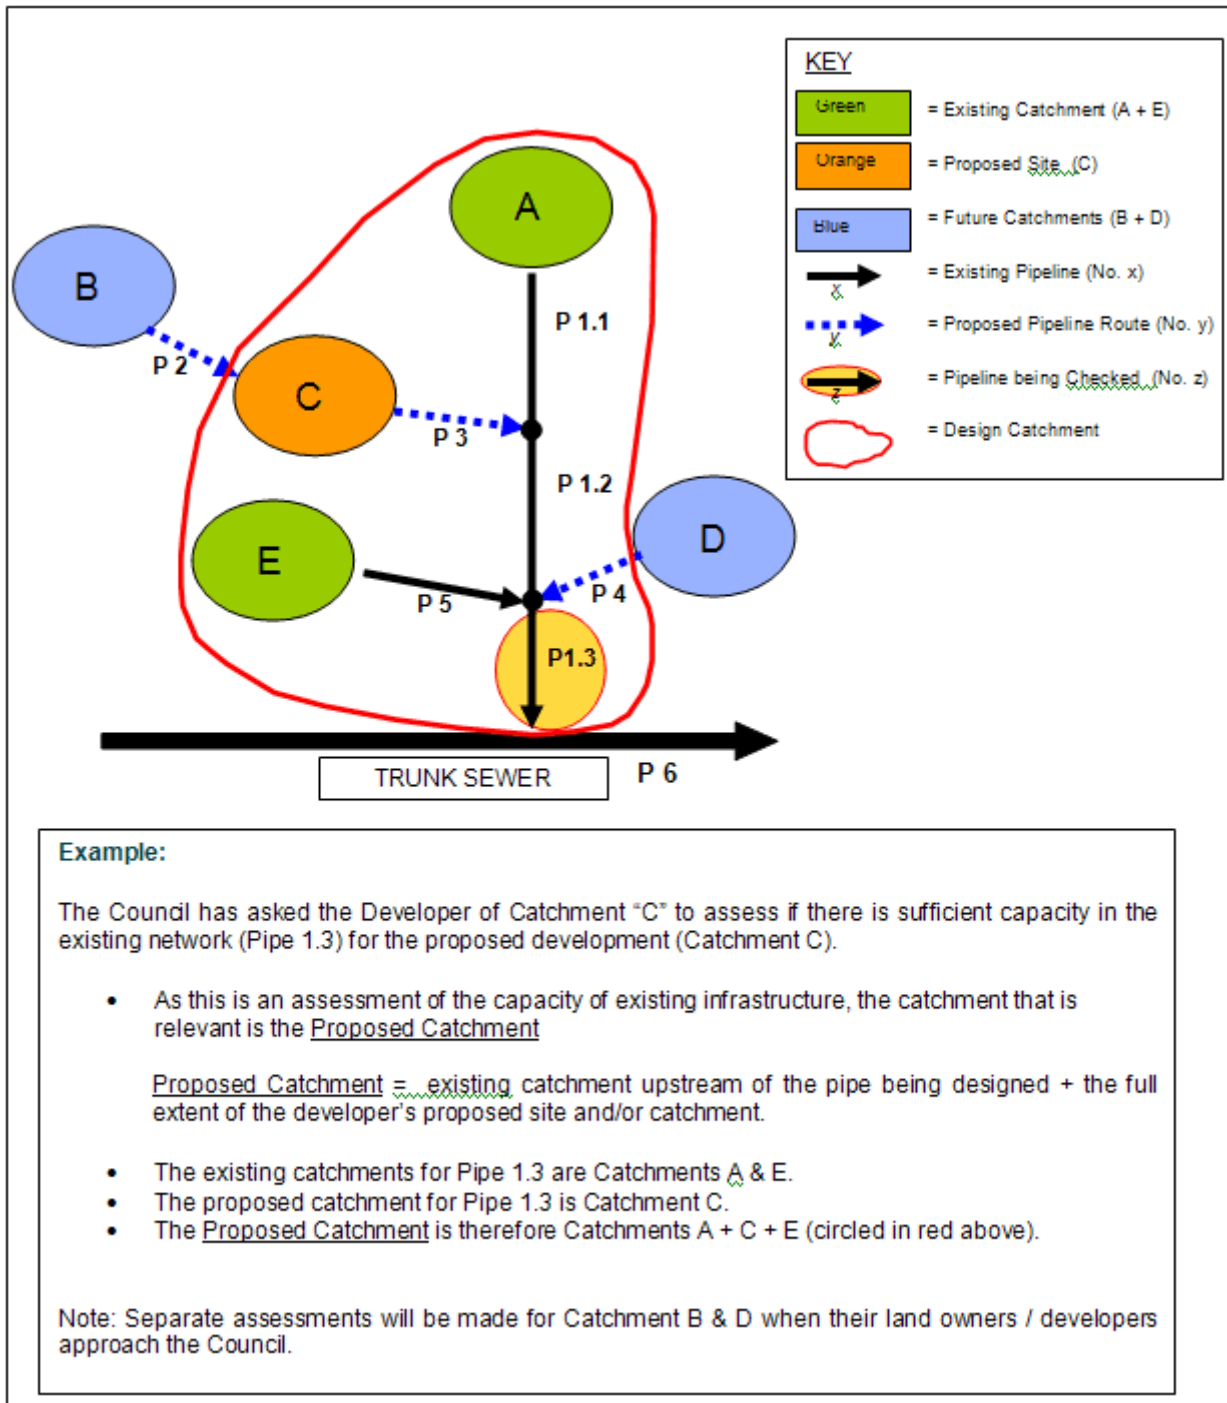 KEY
Green
= Existing Catchment (A + E)
Orange
= Proposed Site (C)
Blue
= Future Catchments (B + D)
x
= Existing Pipeline (No. x)
y
= Proposed Pipeline Route (No. y)
z
= Pipeline being Checked (No. z)
= Design Catchment
A
B
P 1.1
P 2
C
P 3
P 1.2
D
E
P 5
P 4
P1.3
TRUNK SEWER
P 6
Example:
The Council has asked the Developer of Catchment “C” to assess if there is sufficient capacity in the
existing network (Pipe 1.3) for the proposed development (Catchment C).
• As this is an assessment of the capacity of existing infrastructure, the catchment that is
relevant is the Proposed Catchment
Proposed Catchment = existing catchment upstream of the pipe being designed + the full
extent of the developer’s proposed site and/or catchment.
• The existing catchments for Pipe 1.3 are Catchments A & E.
• The proposed catchment for Pipe 1.3 is Catchment C.
• The Proposed Catchment is therefore Catchments A + C + E (circled in red above).
Note: Separate assessments will be made for Catchment B & D when their land owners / developers
approach the Council.